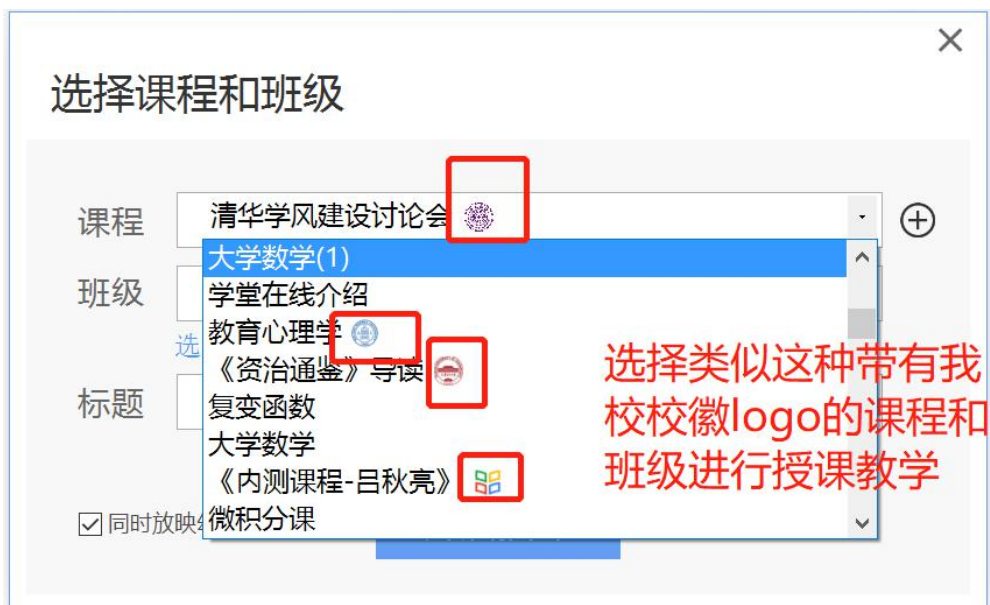 选择课程和班级
课程
清华学风建设讨论会
大学数学(1)
班级
学堂在线介绍
教育心理学
选
《资治通鉴》导读
标题
复变函数
大学数学
《内测课程-吕秋亮》
同时放映
微积分课
选择类似这种带有我
校校徽logo的课程和
班级进行授课教学